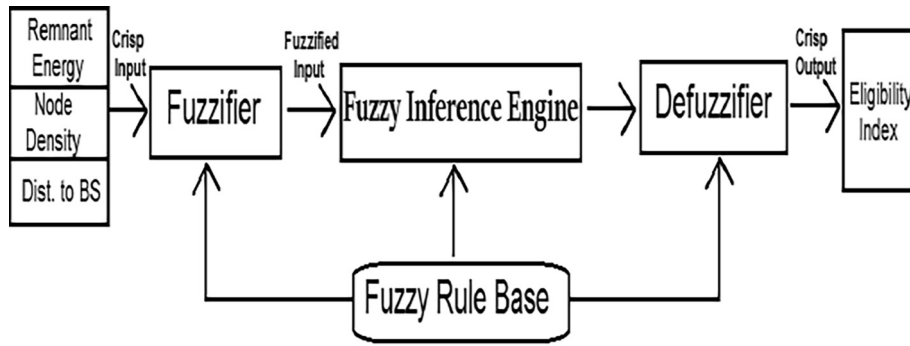 Remnant
Energy
Node
Density
Dist. to BS
Crisp
Input
Fuzzifier
Fuzzified
Input
Fuzzy Inference Engine
Defuzzifier
Crisp
Output
Eligibility
Index
Fuzzy Rule Base